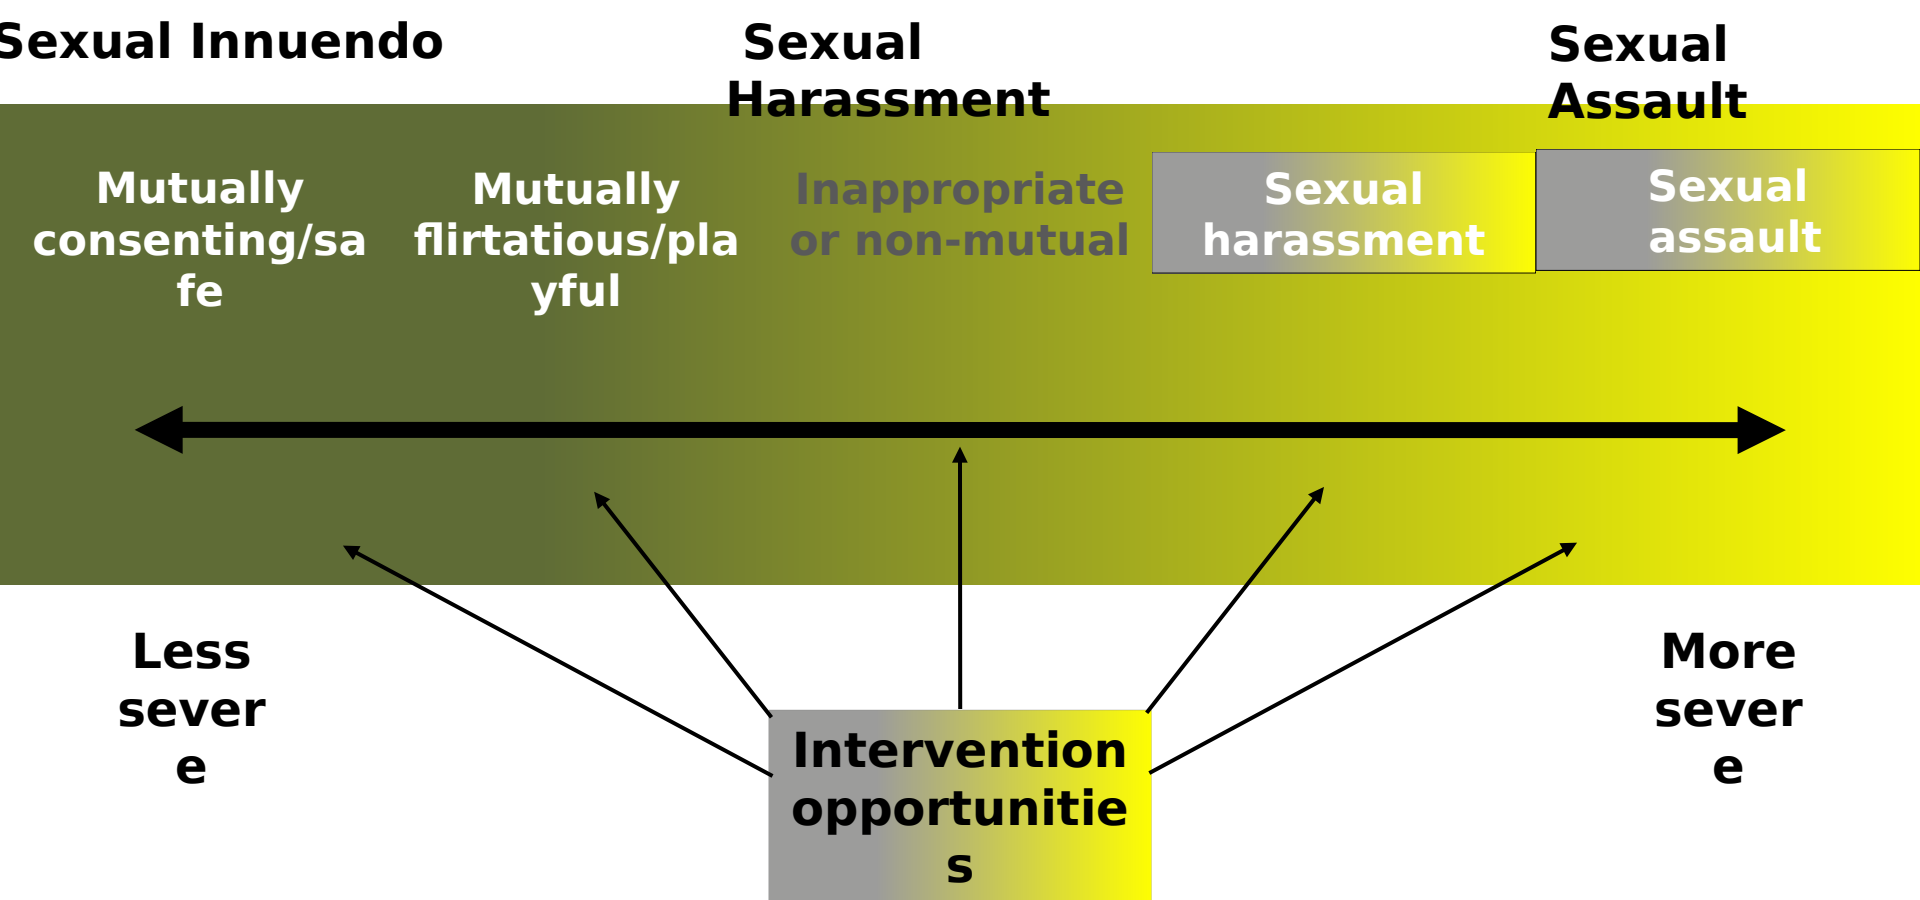 Sexual Innuendo
Sexual
Harassment
Sexual
Assault
Mutually
consenting/sa
fe
Mutually
flirtatious/pla
yful
Inappropriate
or non-mutual
Sexual
harassment
Sexual
assault
Less
sever
e
More
sever
e
Intervention
opportunitie
s